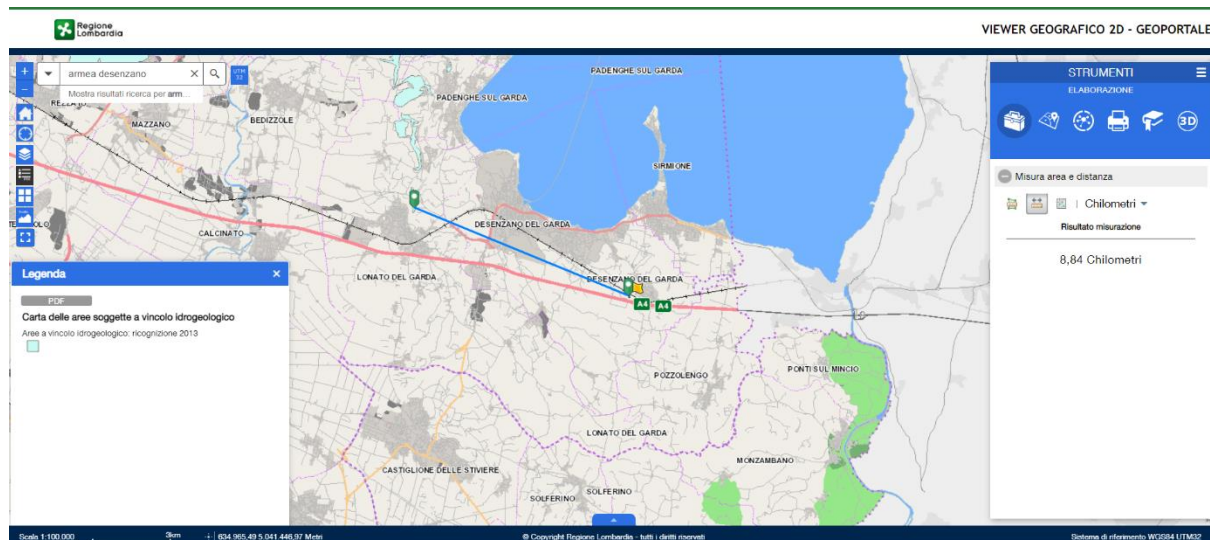 Regione
Lombardia
VIEWER GEOGRAFICO 2D - GEOPORTALE
armea desenzano
UTM
32
Mostra risultati ricerca per arm...
STRUMENTI
ELABORAZIONE
3D
Misura area e distanza
Chilometri
Risultato misurazione
8,84 Chilometri
PADENGHE SUL GARDA
PADENGHE SUL GARDA
MAZZANO
BEDIZZOLE
SIRMIONE
CALCINATO
DESENZANO DEL GARDA
LONATO DEL GARDA
DESENZANO DEL GARDA
A4
A4
POZZOLENGO
PONTI SUL MINCIO
LONATO DEL GARDA
MONZAMBANO
CASTIGLIONE DELLE STIVIERE
SOLFERINO
SOLFERINO
Legenda
PDF
Carta delle aree soggette a vincolo idrogeologico
Aree a vincolo idrogeologico: ricognizione 2013
Scala 1:100.000
3km
634.965,49 5.041.446,97 Metri
© Copyright Regione Lombardia - tutti i diritti riservati
Sistema di riferimento WGS84 UTM32